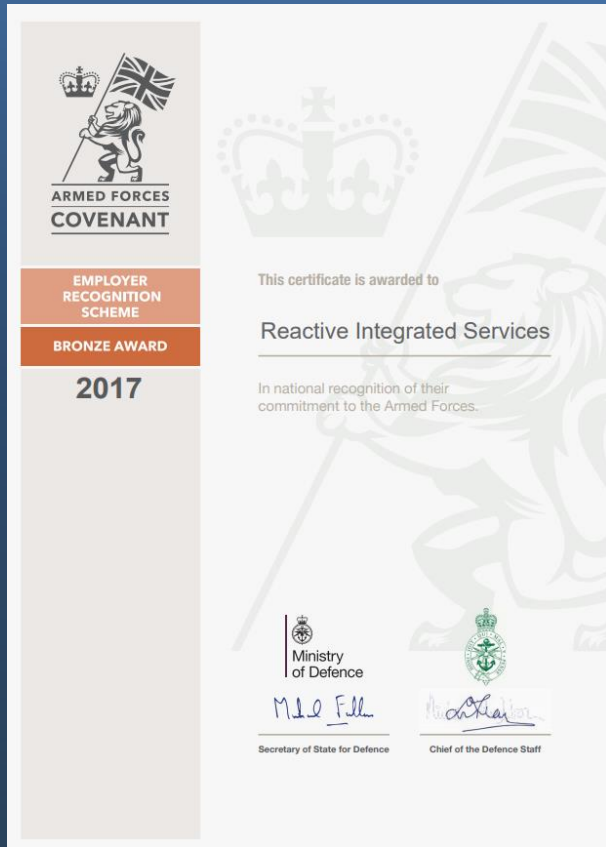 ARMED FORCES
COVENANT
EMPLOYER
RECOGNITION
SCHEME
BRONZE AWARD
2017
This certificate is awarded to
Reactive Integrated Services
In national recognition of their
commitment to the Armed Forces.
Ministry
of Defence
Secretary of State for Defence
Chief of the Defence Staff